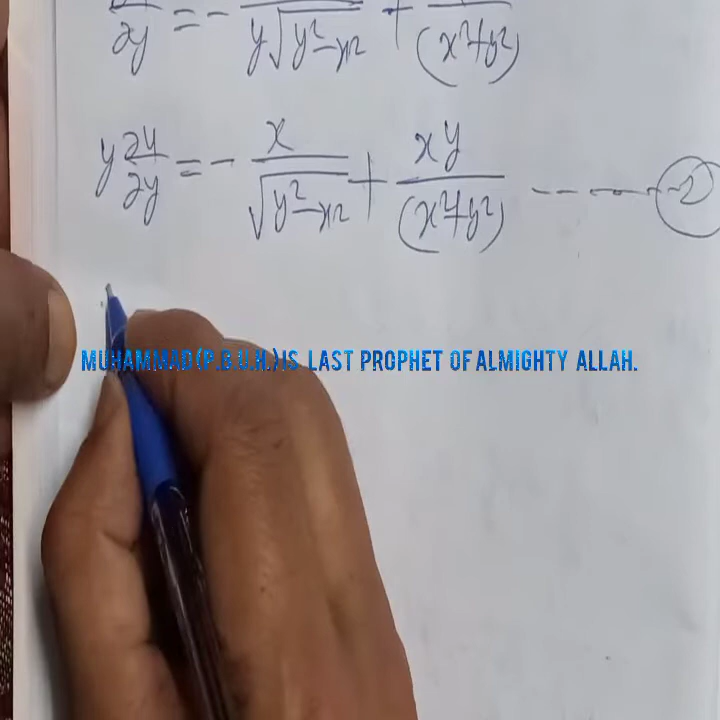 ∂y = - y√y²-x² + (x²+y²)
y ∂u/∂y = - x/√y²-x² + xy/(x²+y²) ------ 2
MUHAMMAD(P.B.U.H.)IS LAST PROPHET OF ALMIGHTY ALLAH.